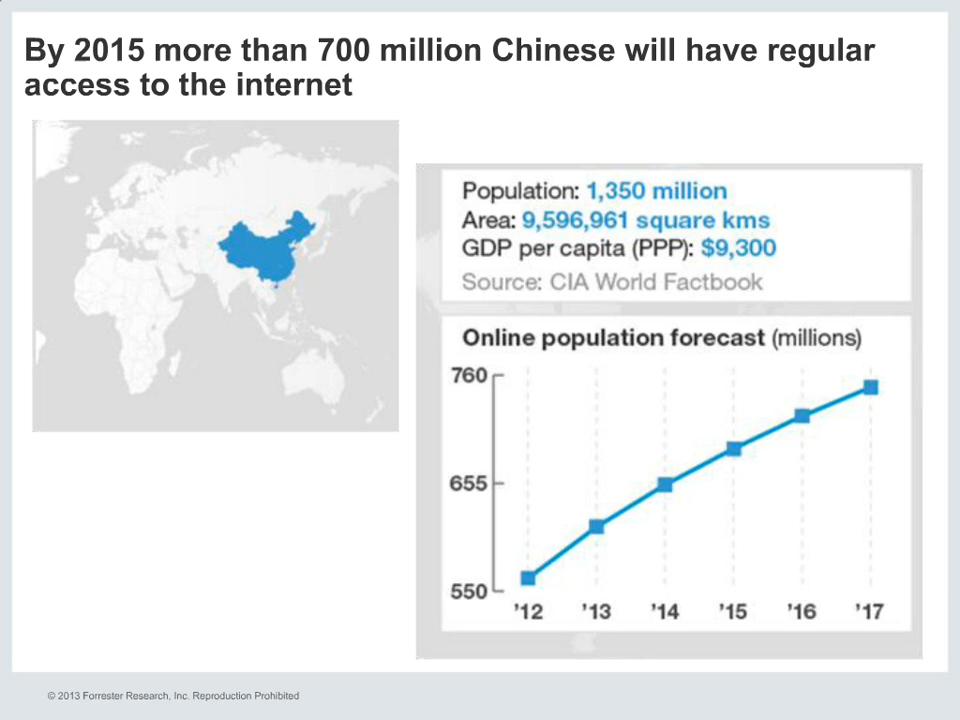 By 2015 more than 700 million Chinese will have regular
access to the internet
Population: 1,350 million
Area: 9,596,961 square kms
GDP per capita (PPP): $9,300
Source: CIA World Factbook
Online population forecast (millions)
760
655
550
’12 ’13 ’14 ’15 ’16 ’17
© 2013 Forrester Research, Inc. Reproduction Prohibited